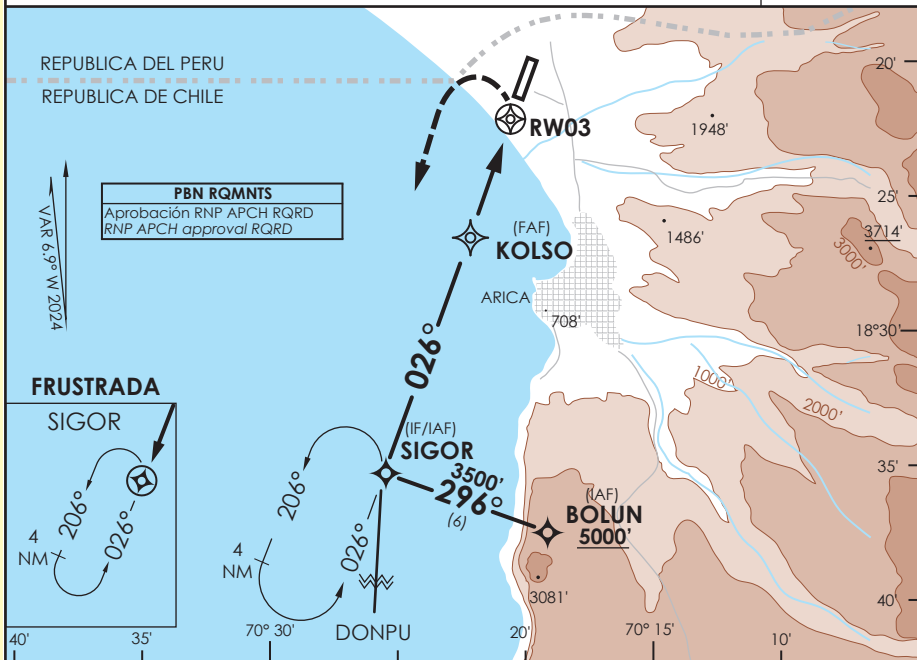 REPUBLICA DEL PERU
REPUBLICA DE CHILE
20'
RW03
1948'
PBN RQMNTS
Aprobación RNP APCH RQRD
RNP APCH approval RQRD
VAR 6.9° W 2024
25'
(FAF)
KOLSO
1486'
3714'
3000'
ARICA
708'
18°30'
026°
1000'
2000'
FRUSTRADA
SIGOR
206°
026°
4
NM
(IF/IAF)
SIGOR
3500'
296°
(6)
35'
(IAF)
BOLUN
5000'
206°
026°
4
NM
3081'
40'
DONPU
40'
35'
70° 30'
20'
70° 15'
10'